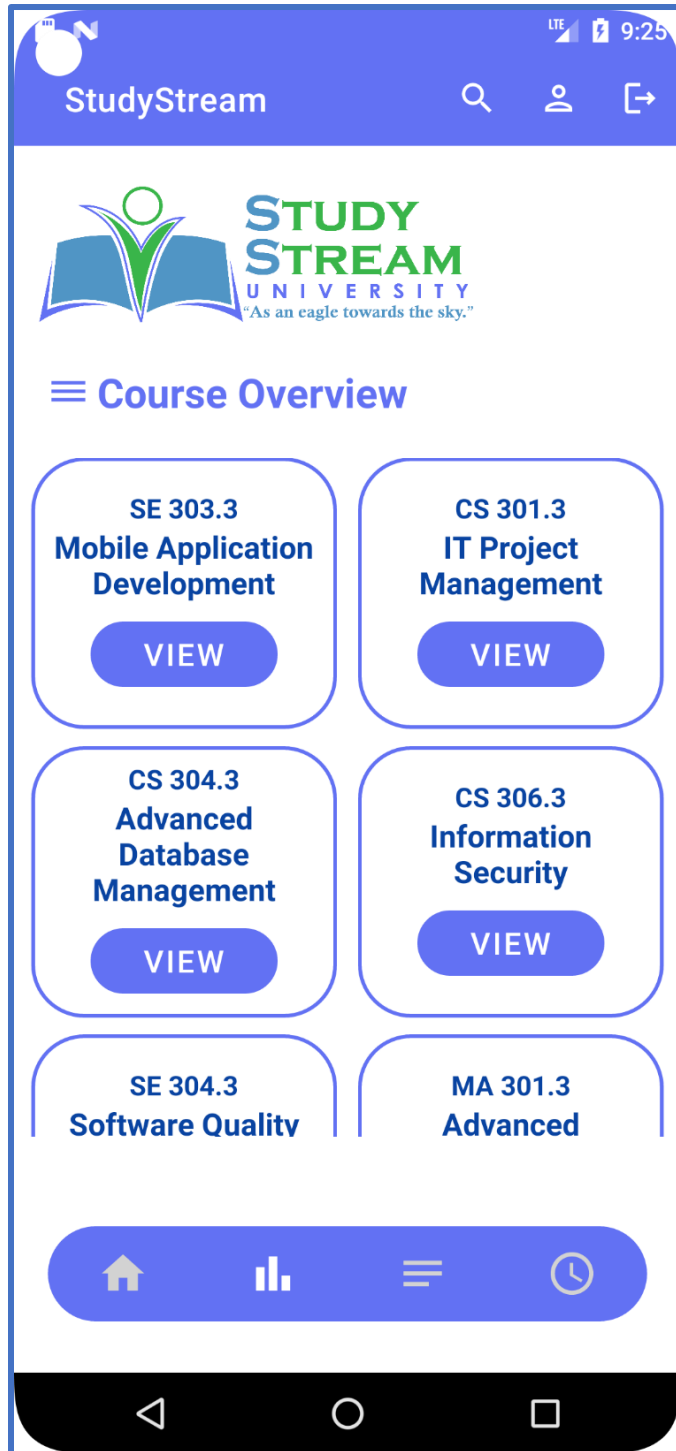 LTE 9:25
StudyStream
STUDY
STREAM
UNIVERSITY
“As an eagle towards the sky.”
Course Overview
SE 303.3
Mobile Application
Development
VIEW
CS 301.3
IT Project
Management
VIEW
CS 304.3
Advanced
Database
Management
VIEW
CS 306.3
Information
Security
VIEW
SE 304.3
Software Quality
MA 301.3
Advanced